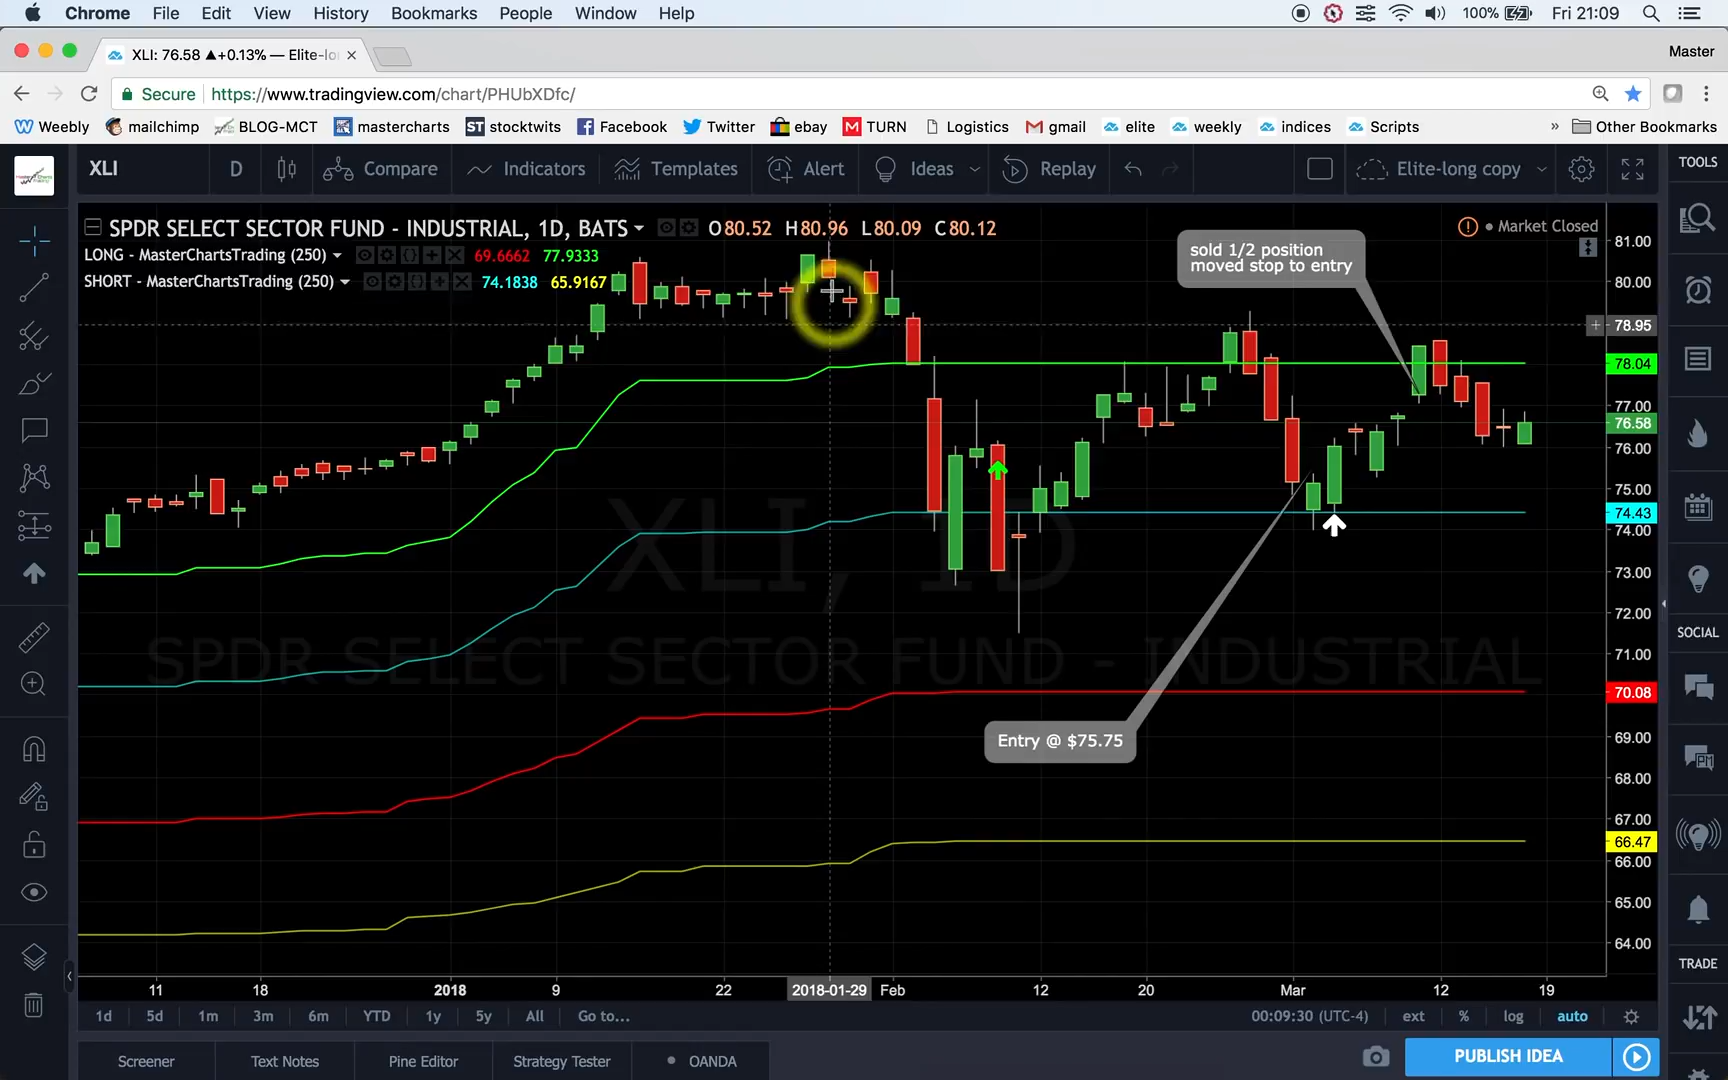 Chrome File Edit View History Bookmarks People Window Help 100% Fri 21:09
XLI: 76.58 ▲+0.13% — Elite-lo Master
Secure https://www.tradingview.com/chart/PHUbXDfc/
Weebly mailchimp BLOG-MCT mastercharts ST stocktwits Facebook Twitter ebay M TURN Logistics gmail elite weekly indices Scripts » Other Bookmarks
XLI D Compare Indicators Templates Alert Ideas Replay Elite-long copy TOOLS
SPDR SELECT SECTOR FUND - INDUSTRIAL, 1D, BATS O80.52 H80.96 L80.09 C80.12 Market Closed
LONG - MasterChartsTrading (250) 69.6662 77.9333
SHORT - MasterChartsTrading (250) 74.1838 65.9167
sold 1/2 position
moved stop to entry
81.00
80.00
78.95
78.04
77.00
76.58
76.00
75.00
74.43
74.00
73.00
72.00
71.00
70.08
69.00
68.00
67.00
66.47
66.00
65.00
64.00
XLI, 1D
SPDR SELECT SECTOR FUND - INDUSTRIAL
Entry @ $75.75
SOCIAL
TRADE
11 18 2018 9 22 2018-01-29 Feb 12 20 Mar 12 19
1d 5d 1m 3m 6m YTD 1y 5y All Go to... 00:09:30 (UTC-4) ext % log auto
Screener Text Notes Pine Editor Strategy Tester OANDA PUBLISH IDEA